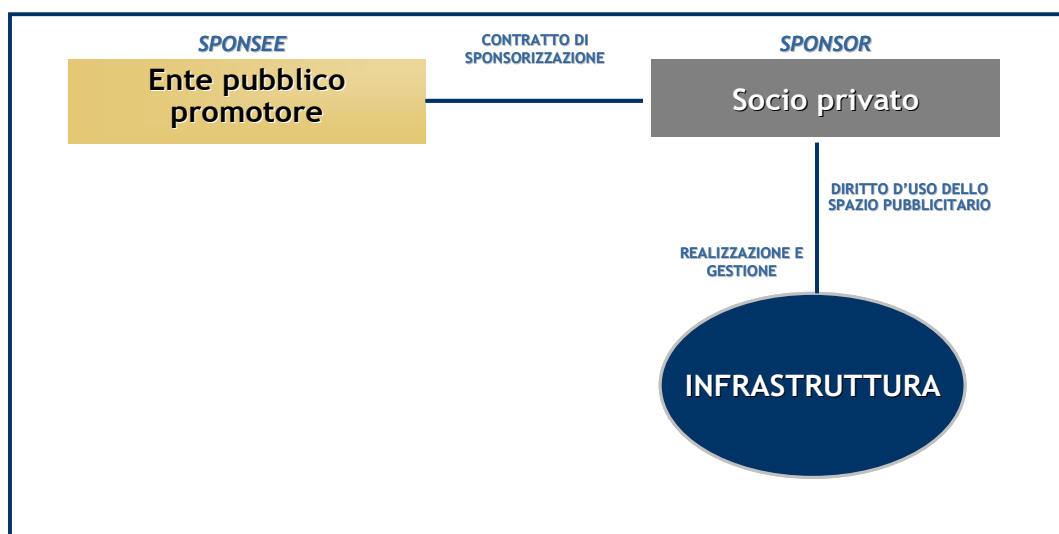 SPONSEE
Ente pubblico
promotore
CONTRATTO DI
SPONSORIZZAZIONE
SPONSOR
Socio privato
DIRITTO D'USO DELLO
SPAZIO PUBBLICITARIO
REALIZZAZIONE E
GESTIONE
INFRASTRUTTURA